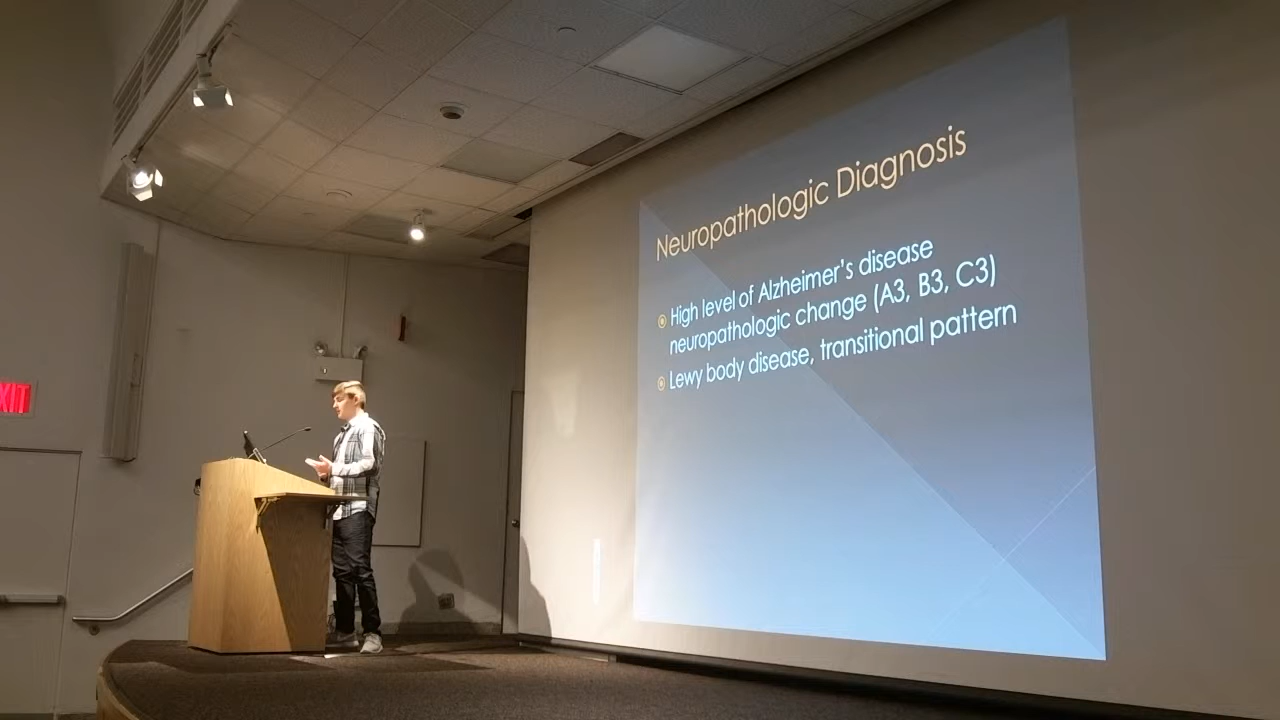 Neuropathologic Diagnosis
High level of Alzheimer's disease
neuropathologic change (A3, B3, C3)
Lewy body disease, transitional pattern
EXIT